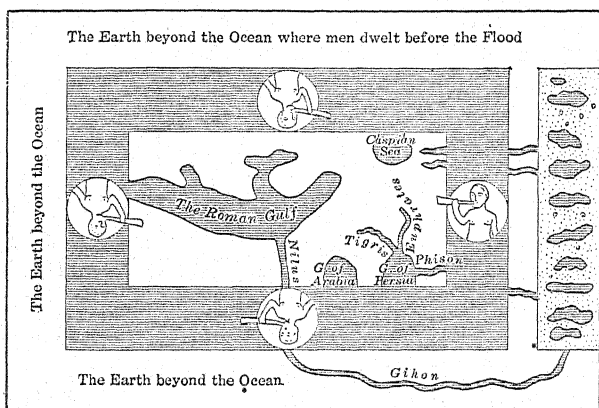 The Earth beyond the Ocean where men dwelt before the Flood
The Earth beyond the Ocean
Caspian
Sea
The Roman Gulf
Euphrates
Tigris
Nilus
Phison
G. of
Arabia
G. of
Persia
Gihon
The Earth beyond the Ocean.